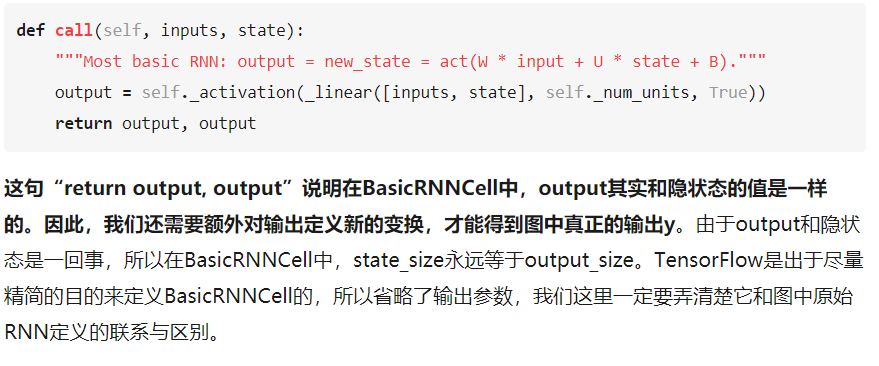 def call(self, inputs, state):
    """Most basic RNN: output = new_state = act(W * input + U * state + B)."""
    output = self._activation(_linear([inputs, state], self._num_units, True))
    return output, output
这句“return output, output”说明在BasicRNNCell中，output其实和隐状态的值是一样
的。因此，我们还需要额外对输出定义新的变换，才能得到图中真正的输出y。由于output和隐状
态是一回事，所以在BasicRNNCell中，state_size永远等于output_size。TensorFlow是出于尽量
精简的目的来定义BasicRNNCell的，所以省略了输出参数，我们这里一定要弄清楚它和图中原始
RNN定义的联系与区别。